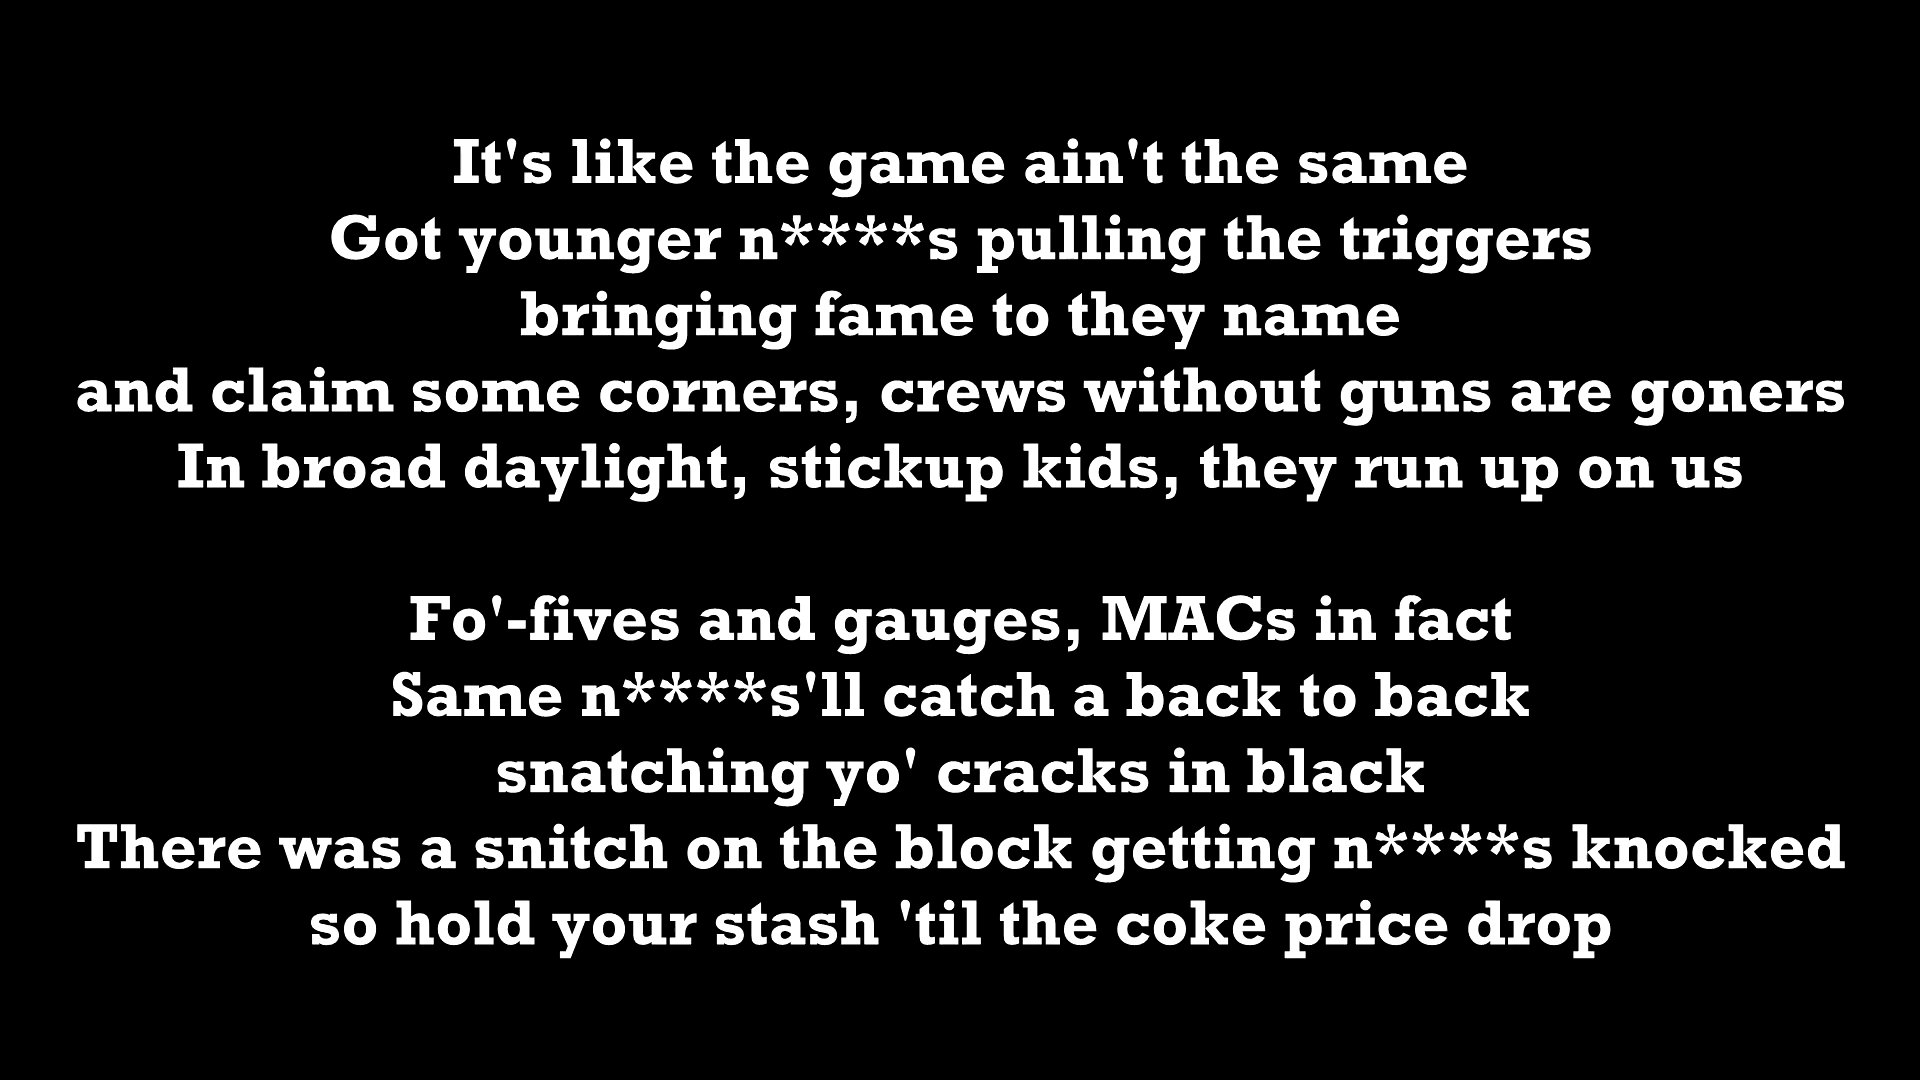 It's like the game ain't the same
Got younger n****s pulling the triggers
bringing fame to they name
and claim some corners, crews without guns are goners
In broad daylight, stickup kids, they run up on us
Fo'-fives and gauges, MACs in fact
Same n****s'll catch a back to back
snatching yo' cracks in black
There was a snitch on the block getting n****s knocked
so hold your stash 'til the coke price drop